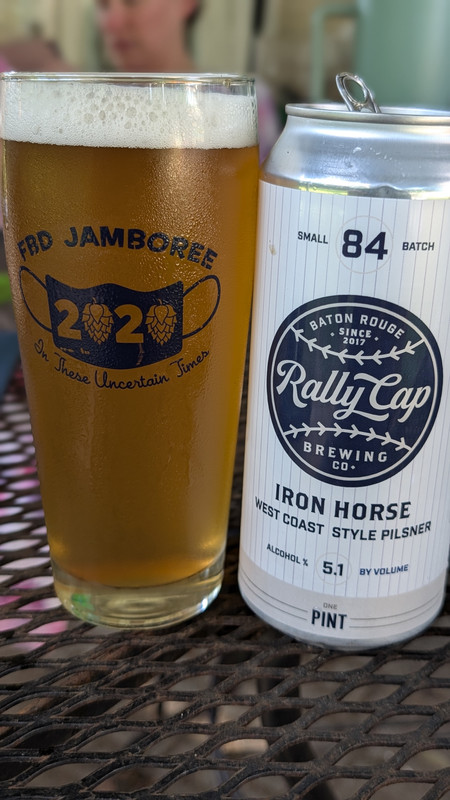 FBD JAMBOREE
2020
In These Uncertain Times
SMALL 84 BATCH
BATON ROUGE
SINCE
2017
Rally Cap
BREWING
CO
IRON HORSE
WEST COAST STYLE PILSNER
ALCOHOL % 5.1 BY VOLUME
ONE
PINT